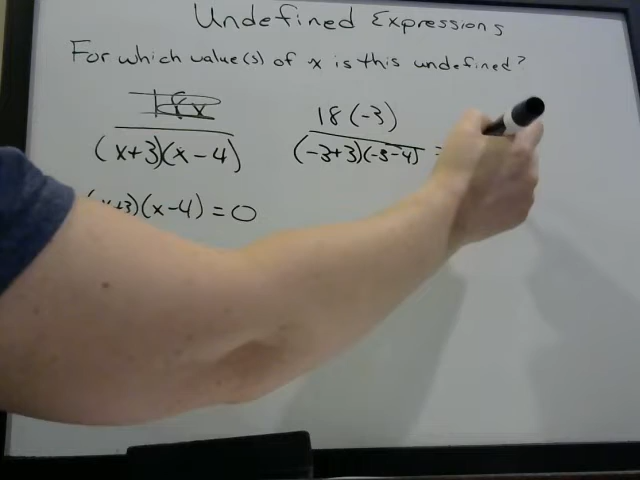 Undefined Expressions
For which value(s) of x is this undefined?
18x
(x+3)(x-4)
18(-3)
(-3+3)(-3-4) =
(x+3)(x-4) = 0